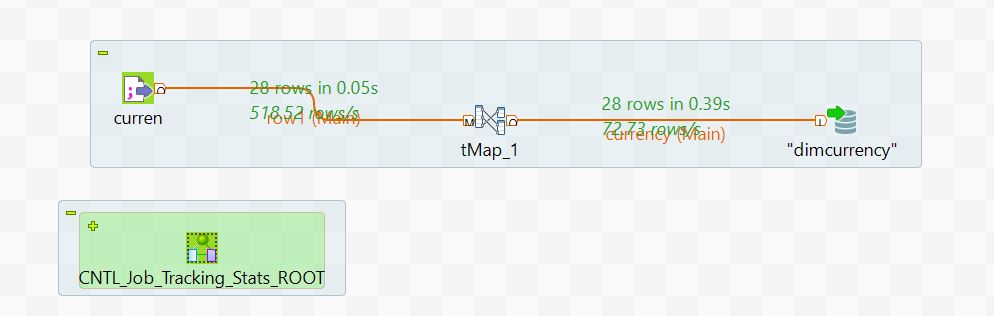 28 rows in 0.05s
518.52 rows/s
row1 (Main)
curren
28 rows in 0.39s
72.73 rows/s
currency (Main)
tMap_1
"dimcurrency"
CNTL_Job_Tracking_Stats_ROOT